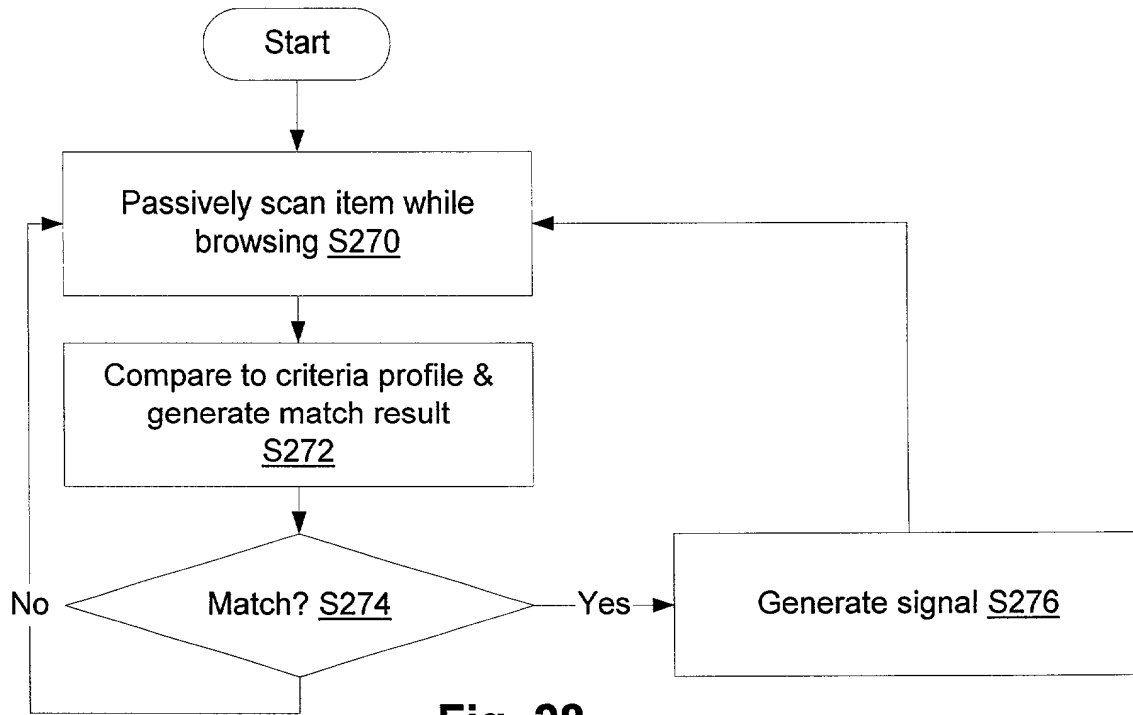 Start
Passively scan item while
browsing S270
Compare to criteria profile &
generate match result
S272
No
Match? S274
Yes
Generate signal S276